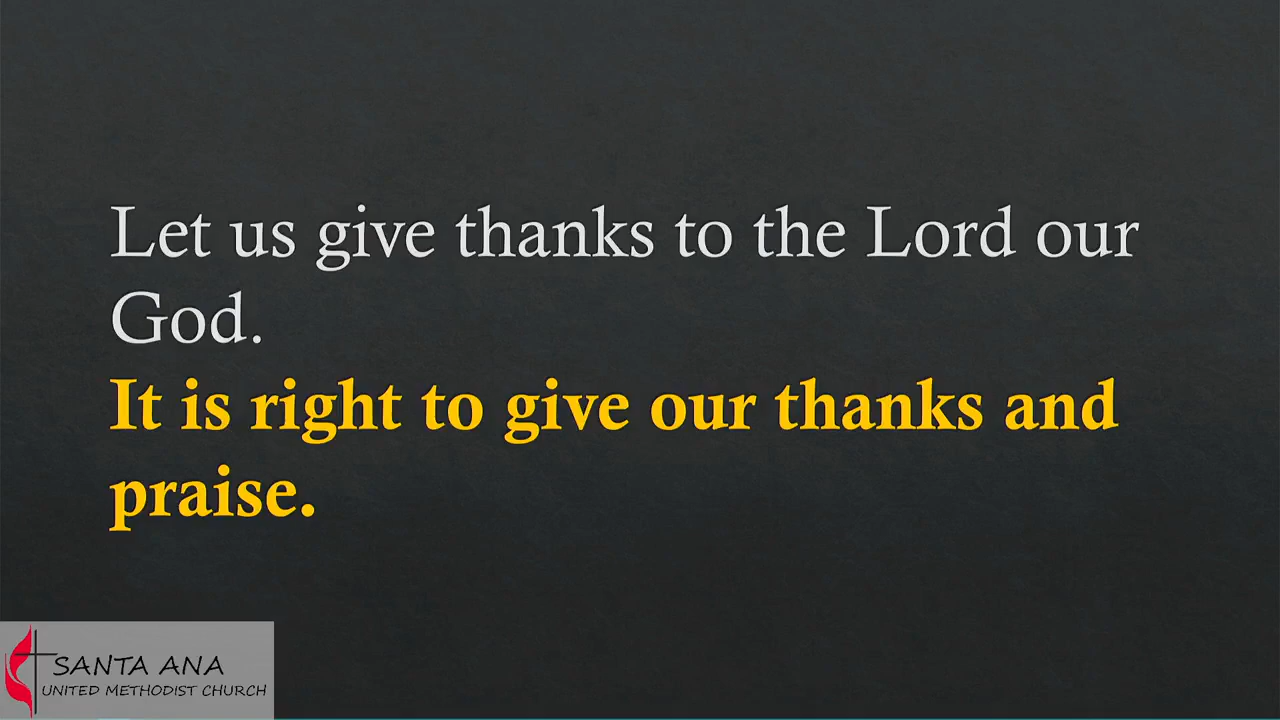 Let us give thanks to the Lord our
God.
It is right to give our thanks and
praise.
SANTA ANA
UNITED METHODIST CHURCH